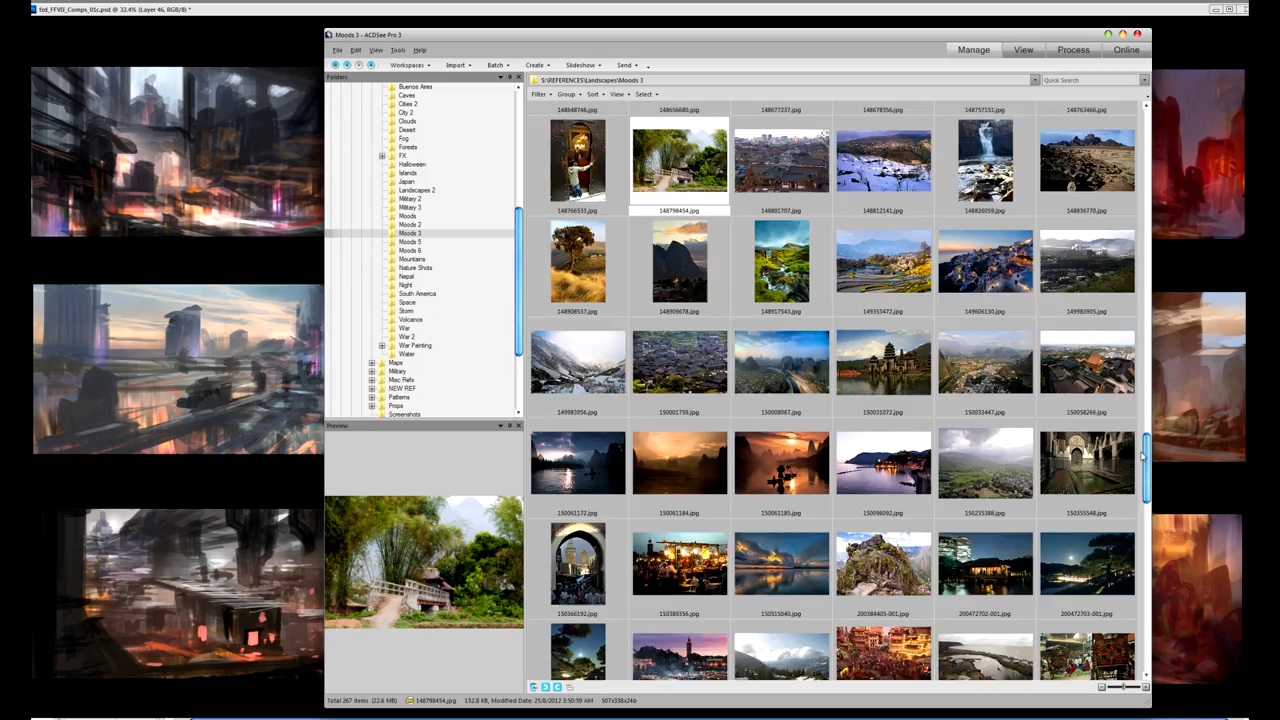 fzd_FFVII_Comps_01c.psd @ 32.4% (Layer 46, RGB/8) *
Moods 3 - ACDSee Pro 3
File Edit View Tools Help
Manage View Process Online
Workspaces Import Batch Create Slideshow Send
Folders
S:\REFERENCES\Landscapes\Moods 3
Quick Search
Filter Group Sort View Select
Buenos Aires
Caves
Cities 2
City 2
Clouds
Desert
Fog
Forests
FX
Halloween
Islands
Japan
Landscapes 2
Military 2
Military 3
Moods
Moods 2
Moods 3
Moods 5
Moods 6
Mountains
Nature Shots
Nepal
Night
South America
Space
Storm
Volcanos
War
War 2
War Painting
Water
Maps
Military
Misc Refs
NEW REF
Patterns
Props
Screenshots
Preview
148648746.jpg 148656680.jpg 148677237.jpg 148678356.jpg 148757151.jpg 148763466.jpg
148766533.jpg 148798454.jpg 148801707.jpg 148812141.jpg 148826059.jpg 148836770.jpg
148908537.jpg 148909678.jpg 148917543.jpg 149353472.jpg 149606130.jpg 149983905.jpg
149983956.jpg 150001759.jpg 150008087.jpg 150031072.jpg 150033447.jpg 150058266.jpg
150061172.jpg 150061184.jpg 150061185.jpg 150096092.jpg 150235388.jpg 150355548.jpg
150366192.jpg 150389356.jpg 150515040.jpg 200384405-001.jpg 200472702-001.jpg 200472703-001.jpg
Total 267 items (22.6 MB) 148798454.jpg 152.8 KB, Modified Date: 25/8/2012 3:50:59 AM 507x338x24b